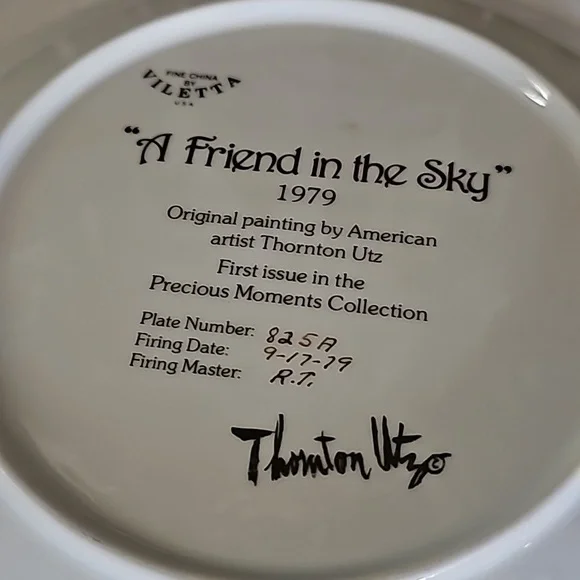 FINE CHINA
BY
VILETTA
USA
“A Friend in the Sky”
1979
Original painting by American
artist Thornton Utz
First issue in the
Precious Moments Collection
Plate Number: 825A
Firing Date: 9-17-79
Firing Master: R.T.
Thornton Utz ©